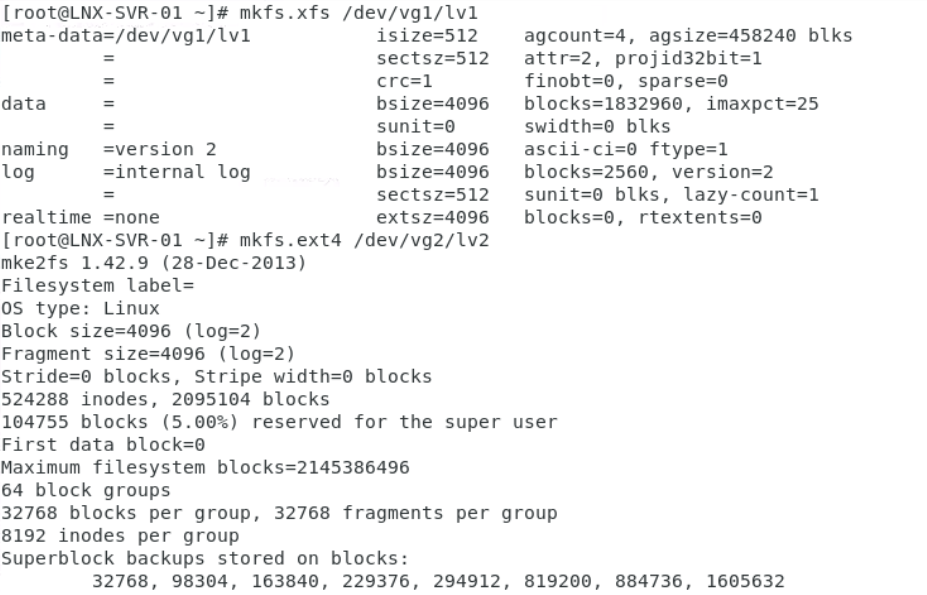 [root@LNX-SVR-01 ~]# mkfs.xfs /dev/vg1/lv1
meta-data=/dev/vg1/lv1           isize=512    agcount=4, agsize=458240 blks
         =                       sectsz=512   attr=2, projid32bit=1
         =                       crc=1        finobt=0, sparse=0
data     =                       bsize=4096   blocks=1832960, imaxpct=25
         =                       sunit=0      swidth=0 blks
naming   =version 2              bsize=4096   ascii-ci=0 ftype=1
log      =internal log           bsize=4096   blocks=2560, version=2
         =                       sectsz=512   sunit=0 blks, lazy-count=1
realtime =none                   extsz=4096   blocks=0, rtextents=0
[root@LNX-SVR-01 ~]# mkfs.ext4 /dev/vg2/lv2
mke2fs 1.42.9 (28-Dec-2013)
Filesystem label=
OS type: Linux
Block size=4096 (log=2)
Fragment size=4096 (log=2)
Stride=0 blocks, Stripe width=0 blocks
524288 inodes, 2095104 blocks
104755 blocks (5.00%) reserved for the super user
First data block=0
Maximum filesystem blocks=2145386496
64 block groups
32768 blocks per group, 32768 fragments per group
8192 inodes per group
Superblock backups stored on blocks:
        32768, 98304, 163840, 229376, 294912, 819200, 884736, 1605632